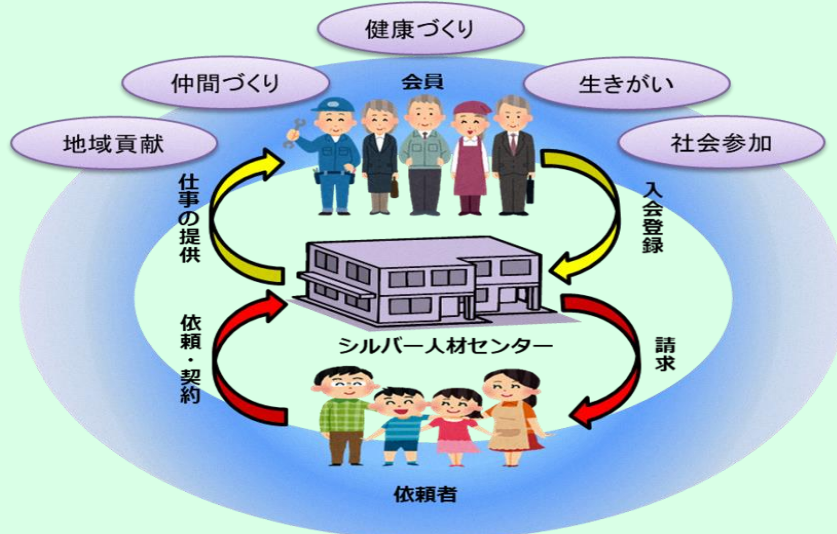 健康づくり
仲間づくり
会員
生きがい
地域貢献
社会参加
仕事の提供
入会登録
シルバー人材センター
依頼・契約
請求
依頼者